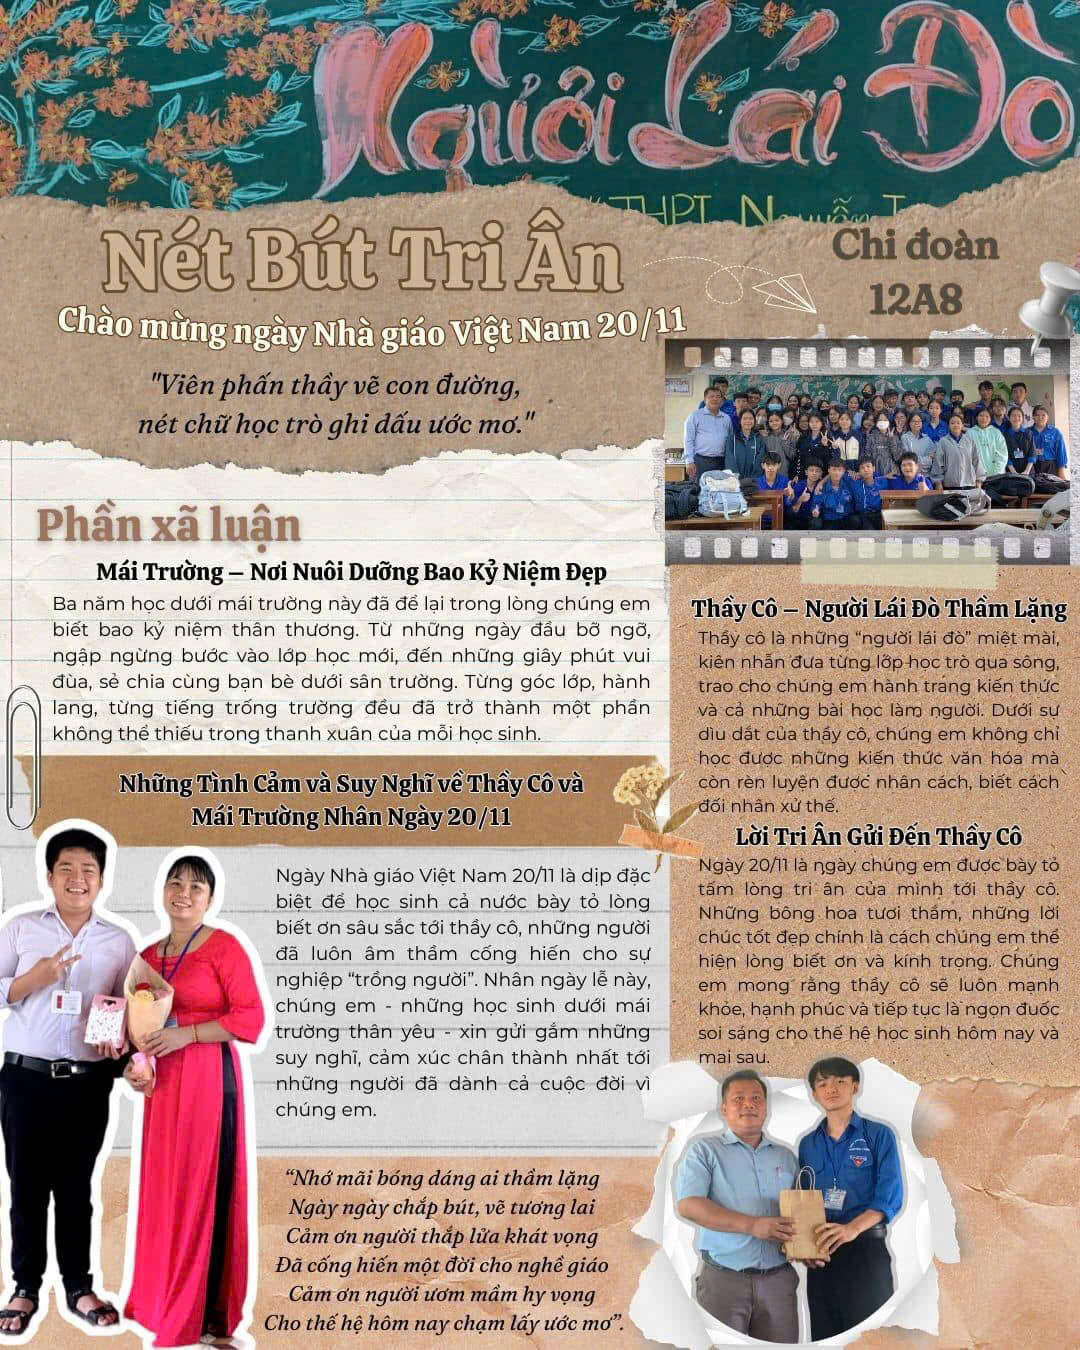 Người Lái Đò
THPT Nguyễn
Nét Bút Tri Ân
Chi đoàn
12A8
Chào mừng ngày Nhà giáo Việt Nam 20/11
"Viên phấn thầy vẽ con đường,
nét chữ học trò ghi dấu ước mơ."
Phần xã luận
Mái Trường – Nơi Nuôi Dưỡng Bao Kỷ Niệm Đẹp
Ba năm học dưới mái trường này đã để lại trong lòng chúng em
biết bao kỷ niệm thân thương. Từ những ngày đầu bỡ ngỡ,
ngập ngừng bước vào lớp học mới, đến những giây phút vui
đùa, sẻ chia cùng bạn bè dưới sân trường. Từng góc lớp, hành
lang, từng tiếng trống trường đều đã trở thành một phần
không thể thiếu trong thanh xuân của mỗi học sinh.
Những Tình Cảm và Suy Nghĩ về Thầy Cô và
Mái Trường Nhân Ngày 20/11
Ngày Nhà giáo Việt Nam 20/11 là dịp đặc
biệt để học sinh cả nước bày tỏ lòng
biết ơn sâu sắc tới thầy cô, những người
đã luôn âm thầm cống hiến cho sự
nghiệp “trồng người”. Nhân ngày lễ này,
chúng em - những học sinh dưới mái
trường thân yêu - xin gửi gắm những
suy nghĩ, cảm xúc chân thành nhất tới
những người đã dành cả cuộc đời vì
chúng em.
“Nhớ mãi bóng dáng ai thầm lặng
Ngày ngày chắp bút, vẽ tương lai
Cảm ơn người thắp lửa khát vọng
Đã cống hiến một đời cho nghề giáo
Cảm ơn người ươm mầm hy vọng
Cho thế hệ hôm nay chạm lấy ước mơ”.
Thầy Cô – Người Lái Đò Thầm Lặng
Thầy cô là những “người lái đò” miệt mài,
kiên nhẫn đưa từng lớp học trò qua sông,
trao cho chúng em hành trang kiến thức
và cả những bài học làm người. Dưới sự
dìu dắt của thầy cô, chúng em không chỉ
học được những kiến thức văn hóa mà
còn rèn luyện được nhân cách, biết cách
đối nhân xử thế.
Lời Tri Ân Gửi Đến Thầy Cô
Ngày 20/11 là ngày chúng em được bày tỏ
tấm lòng tri ân của mình tới thầy cô.
Những bông hoa tươi thắm, những lời
chúc tốt đẹp chính là cách chúng em thể
hiện lòng biết ơn và kính trọng. Chúng
em mong rằng thầy cô sẽ luôn mạnh
khỏe, hạnh phúc và tiếp tục là ngọn đuốc
soi sáng cho thế hệ học sinh hôm nay và
mai sau.